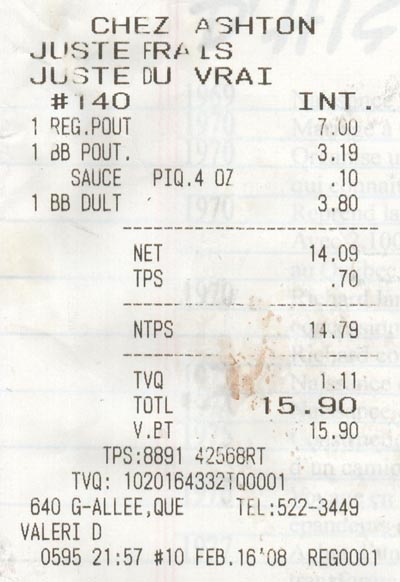 CHEZ ASHTON
JUSTE FRAIS
JUSTE DU VRAI
#140 INT.
1 REG.POUT 7.00
1 BB POUT. 3.19
SAUCE PIQ.4 OZ 10
1 BB DULT 3.80
NET 14.09
TPS 70
NTPS 14.79
TVQ 1.11
TOTL 15.90
V.BT 15.90
TPS:8891 42568RT
TVQ: 1020164332TQ0001
640 G-ALLEE,QUE TEL:522-3449
VALERI D
0595 21:57 #10 FEB.16'08 REG0001